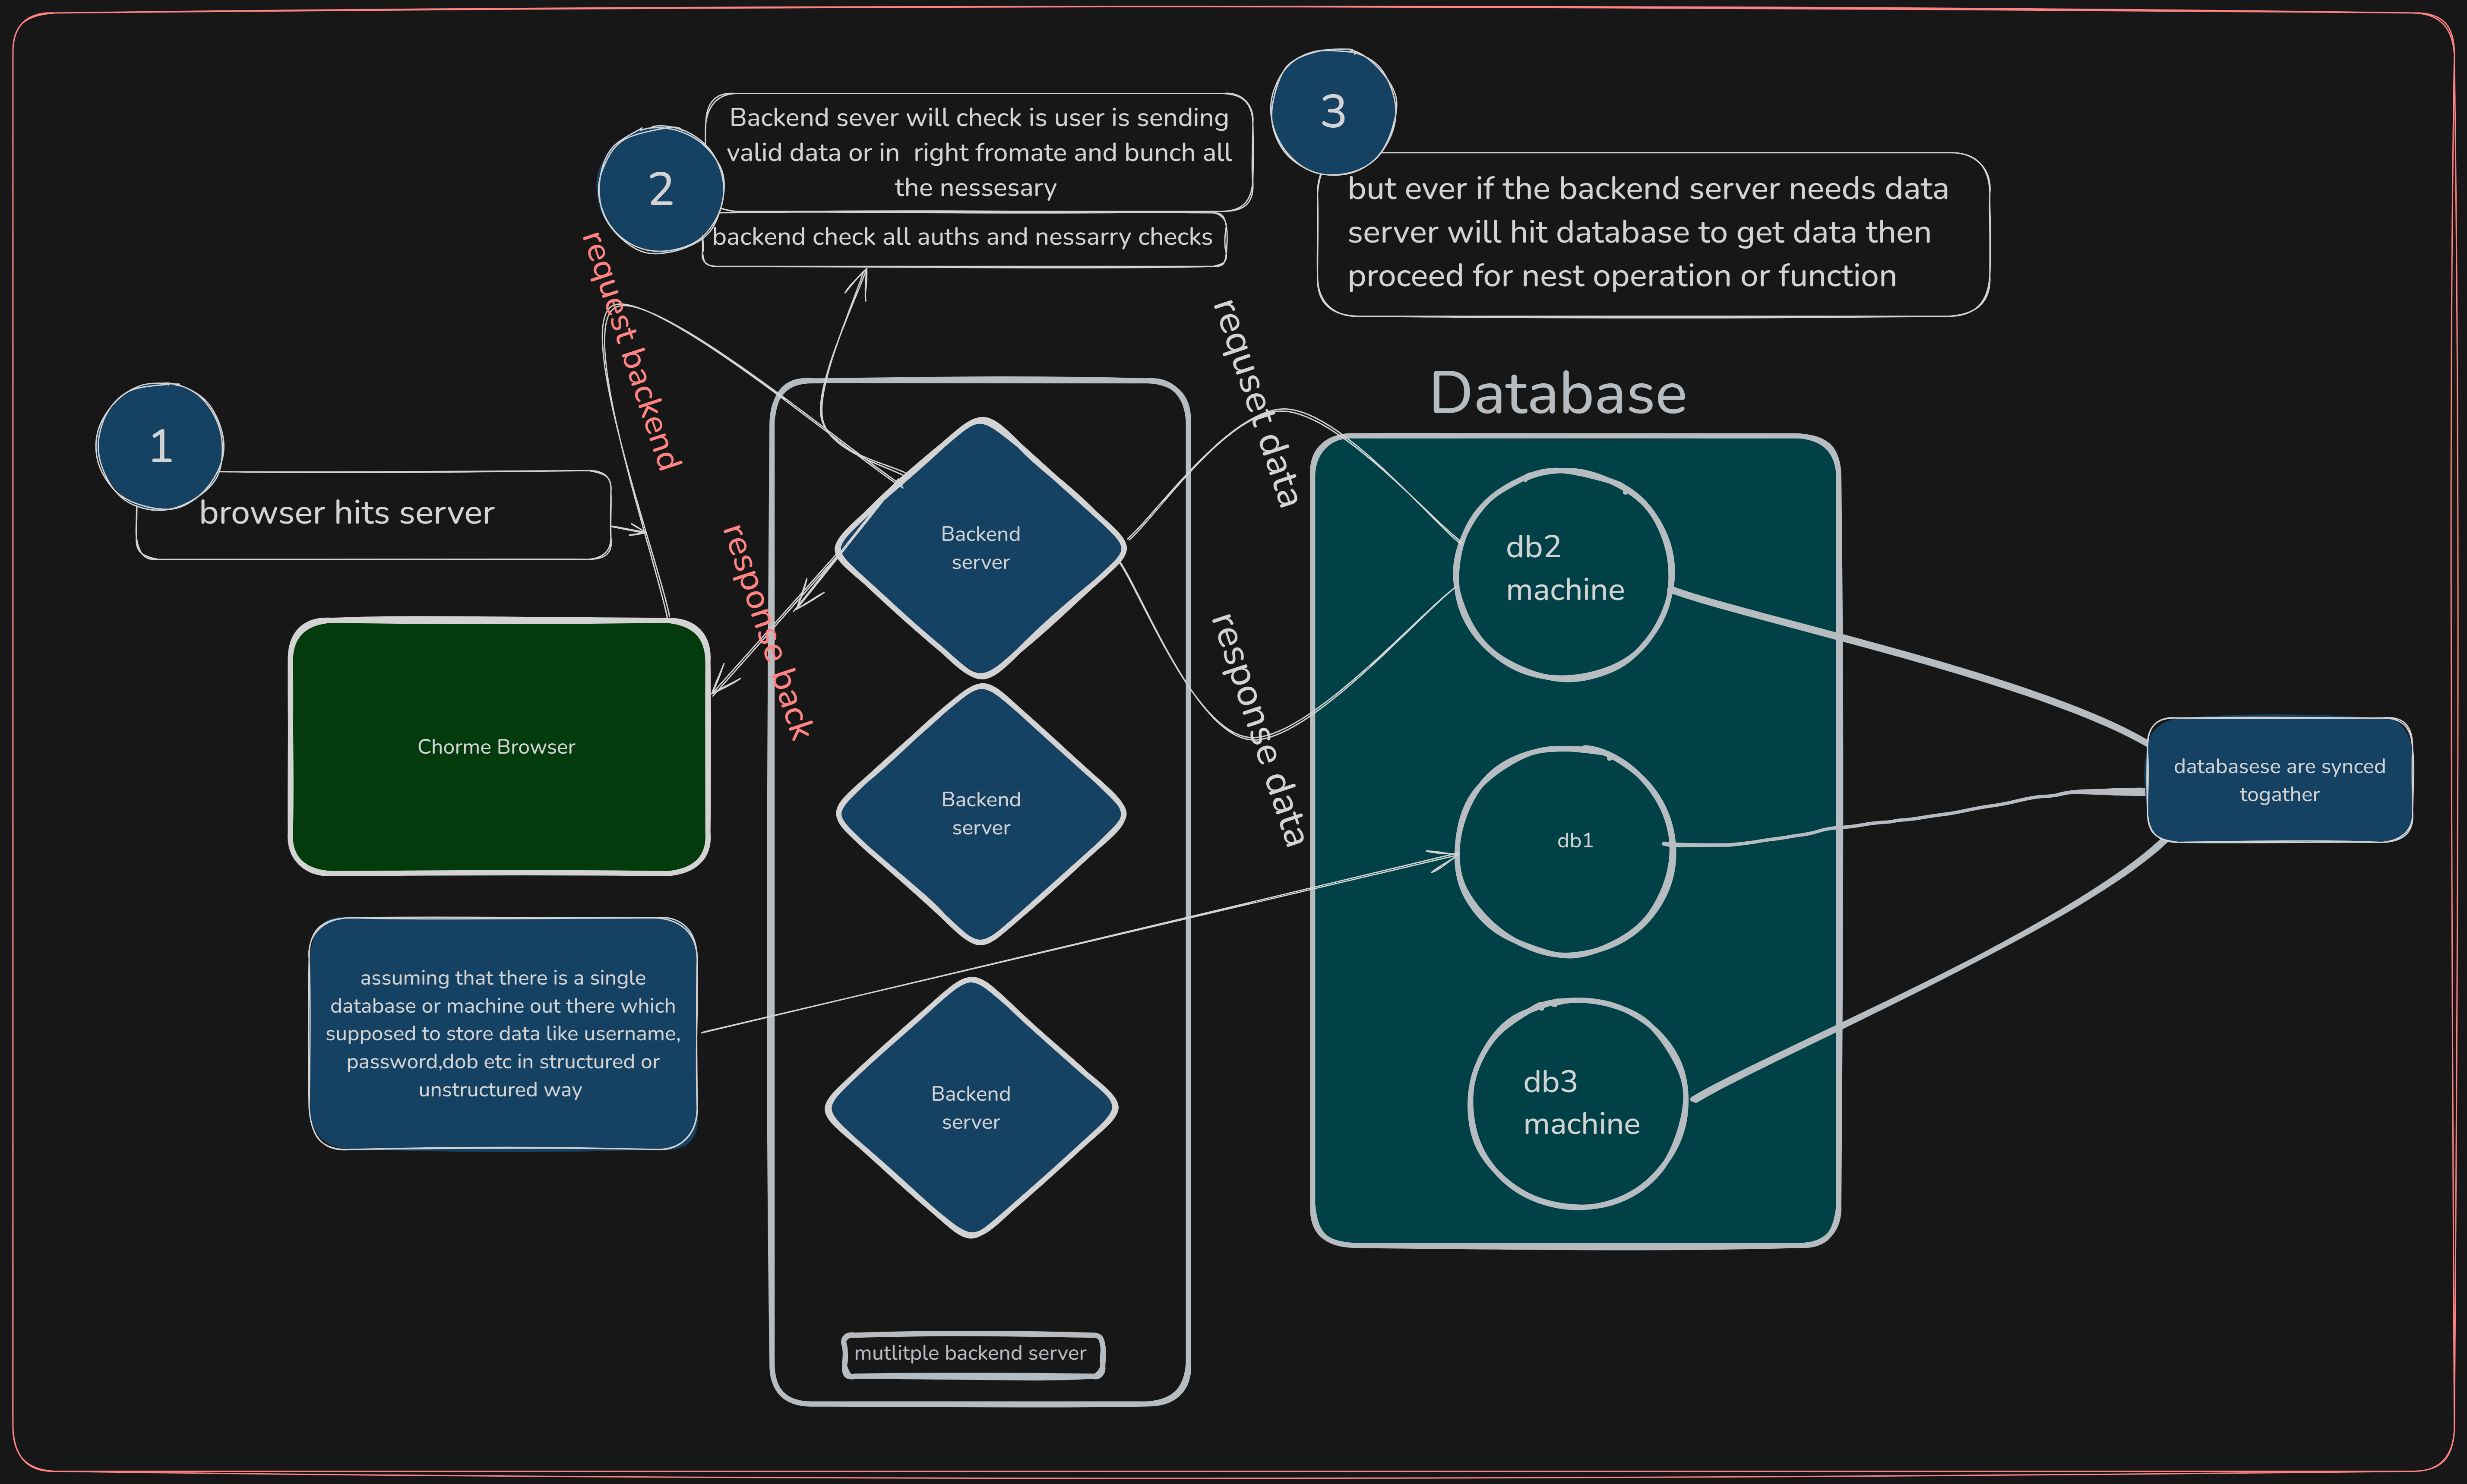 1
browser hits server
2
Backend sever will check is user is sending
valid data or in  right fromate and bunch all
the nessesary
backend check all auths and nessarry checks
3
but ever if the backend server needs data
server will hit database to get data then
proceed for nest operation or function
request backend
response back
requset data
response data
Chorme Browser
assuming that there is a single
database or machine out there which
supposed to store data like username,
password,dob etc in structured or
unstructured way
Backend
server
Backend
server
Backend
server
mutlitple backend server
Database
db2
machine
db1
db3
machine
databasese are synced
togather